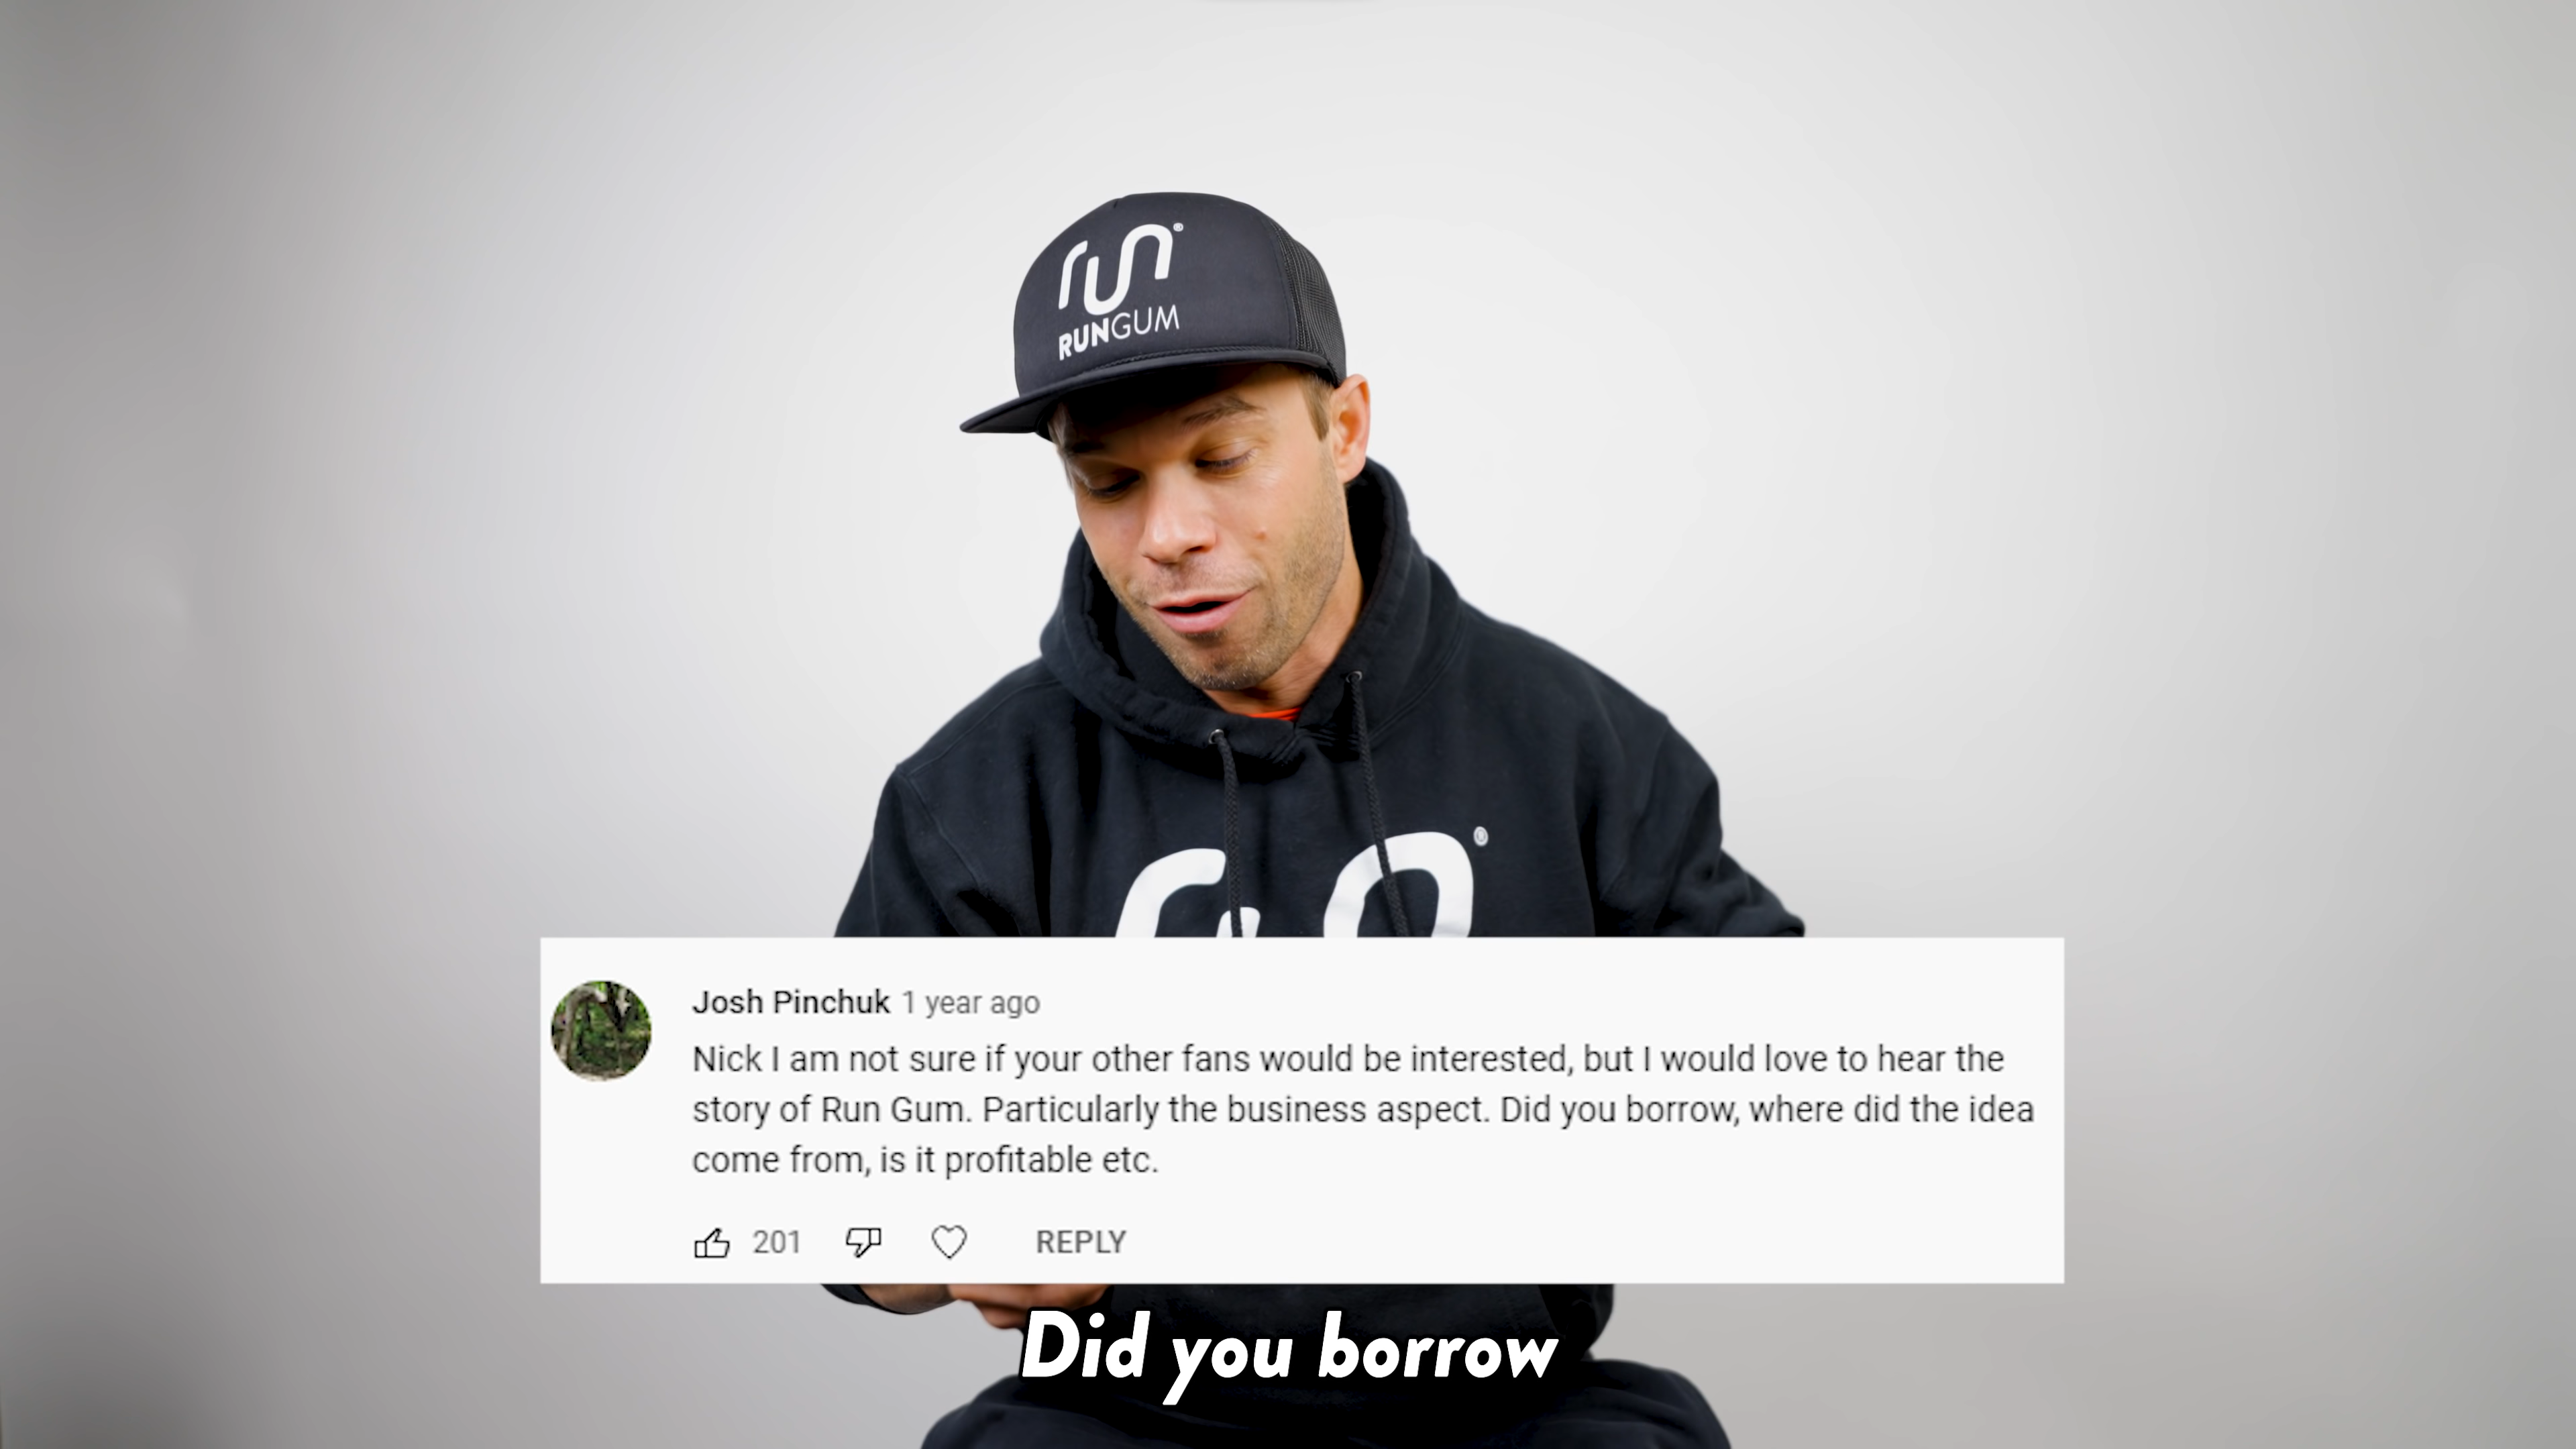 run®
RUNGUM
®
Josh Pinchuk 1 year ago
Nick I am not sure if your other fans would be interested, but I would love to hear the
story of Run Gum. Particularly the business aspect. Did you borrow, where did the idea
come from, is it profitable etc.
201 REPLY
Did you borrow